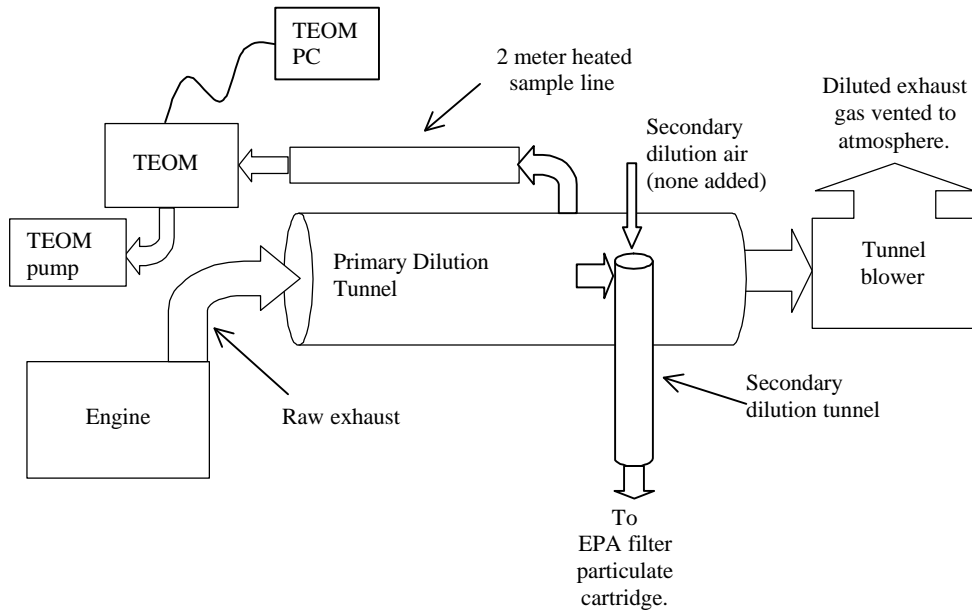 TEOM
PC
2 meter heated
sample line
Diluted exhaust
gas vented to
atmosphere.
Secondary
dilution air
(none added)
TEOM
TEOM
pump
Primary Dilution
Tunnel
Tunnel
blower
Engine
Raw exhaust
Secondary
dilution tunnel
To
EPA filter
particulate
cartridge.